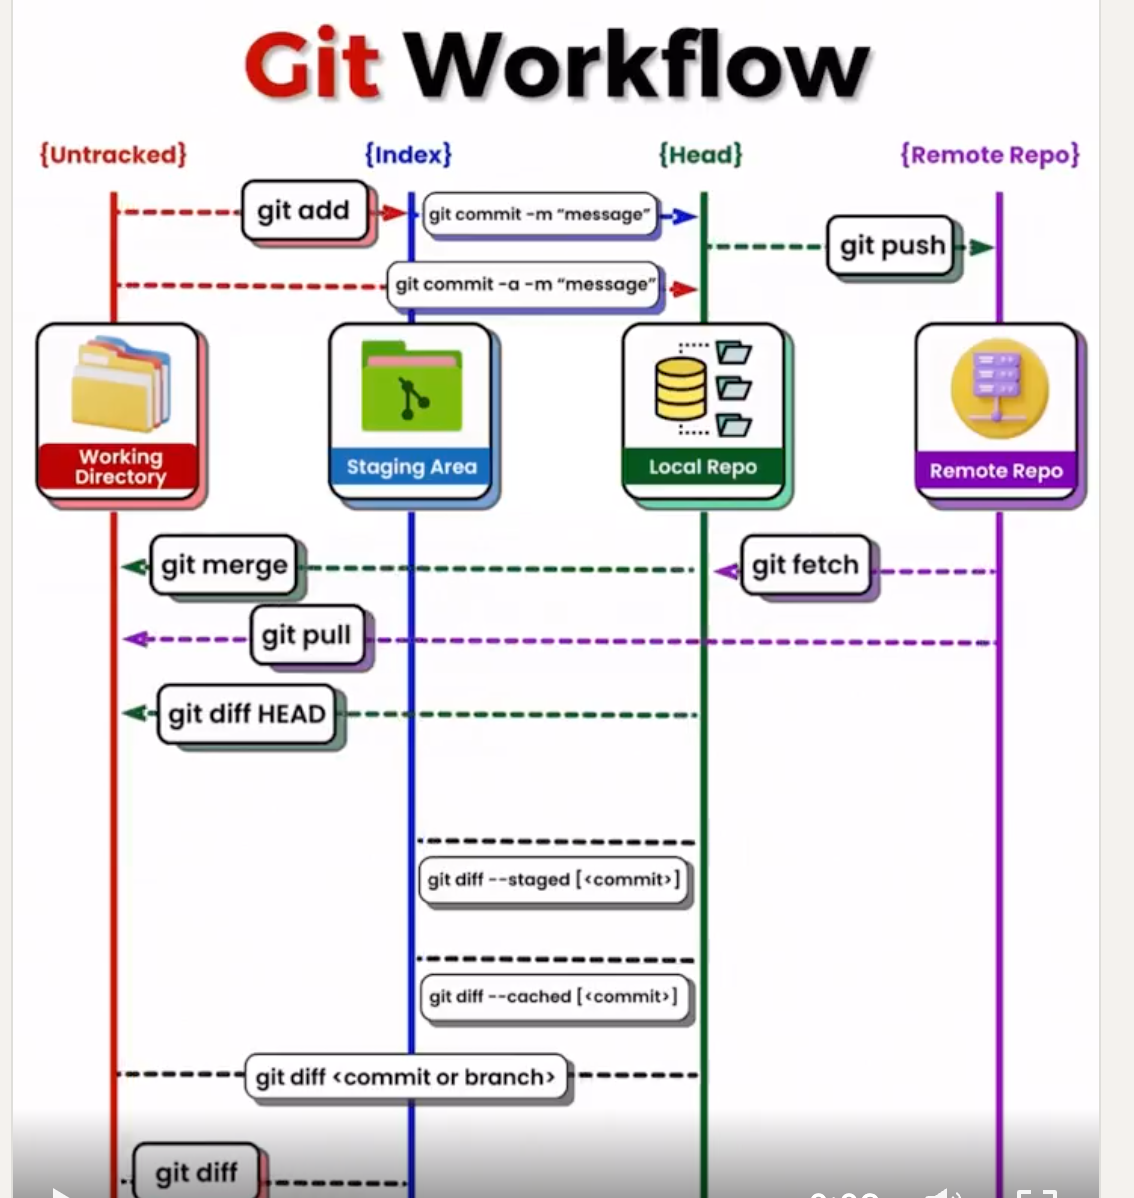 Git Workflow
{Untracked} {Index} {Head} {Remote Repo}
git add
git commit -m “message”
git push
git commit -a -m “message”
Working
Directory
Staging Area
Local Repo
Remote Repo
git merge
git fetch
git pull
git diff HEAD
git diff --staged [<commit>]
git diff --cached [<commit>]
git diff <commit or branch>
git diff